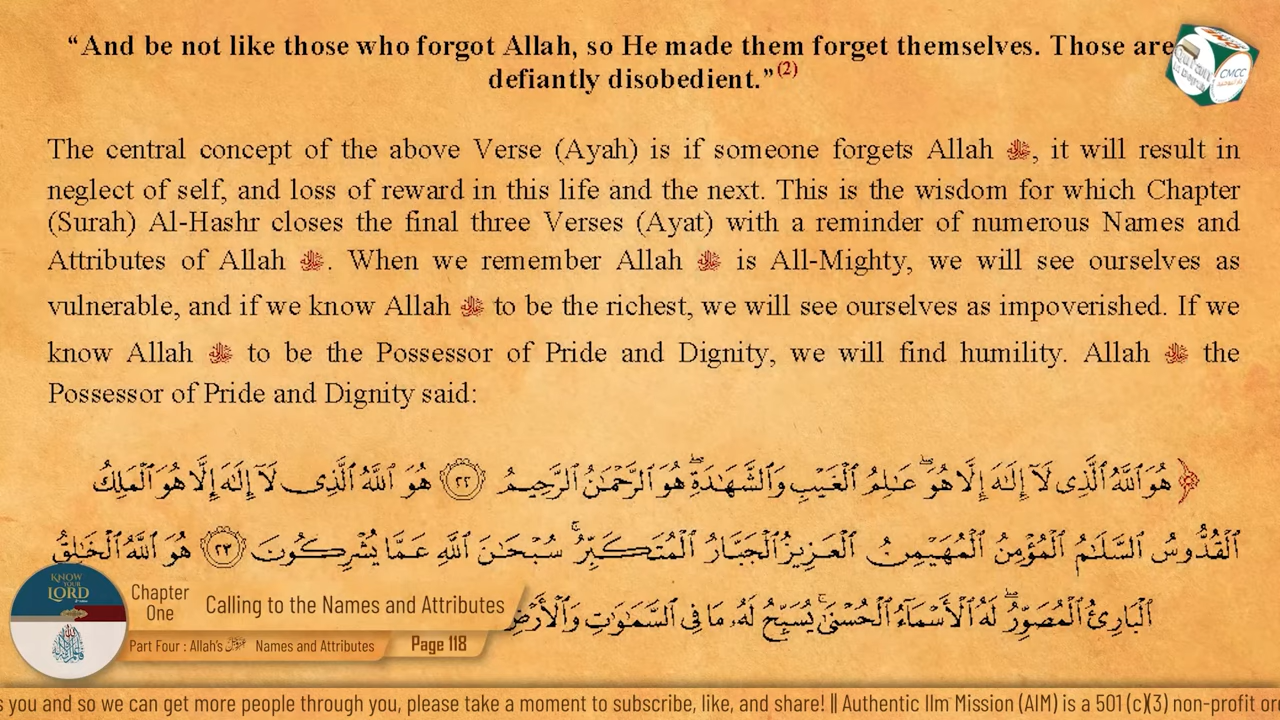 “And be not like those who forgot Allah, so He made them forget themselves. Those are
defiantly disobedient.”(2)
The central concept of the above Verse (Ayah) is if someone forgets Allah ﷻ, it will result in
neglect of self, and loss of reward in this life and the next. This is the wisdom for which Chapter
(Surah) Al-Hashr closes the final three Verses (Ayat) with a reminder of numerous Names and
Attributes of Allah ﷻ. When we remember Allah ﷻ is All-Mighty, we will see ourselves as
vulnerable, and if we know Allah ﷻ to be the richest, we will see ourselves as impoverished. If we
know Allah ﷻ to be the Possessor of Pride and Dignity, we will find humility. Allah ﷻ the
Possessor of Pride and Dignity said:
﴿هُوَ ٱللَّهُ ٱلَّذِى لَآ إِلَٰهَ إِلَّا هُوَۖ عَٰلِمُ ٱلْغَيْبِ وَٱلشَّهَٰدَةِۖ هُوَ ٱلرَّحْمَٰنُ ٱلرَّحِيمُ ٢٢ هُوَ ٱللَّهُ ٱلَّذِى لَآ إِلَٰهَ إِلَّا هُوَ ٱلْمَلِكُ
ٱلْقُدُّوسُ ٱلسَّلَٰمُ ٱلْمُؤْمِنُ ٱلْمُهَيْمِنُ ٱلْعَزِيزُ ٱلْجَبَّارُ ٱلْمُتَكَبِّرُۚ سُبْحَٰنَ ٱللَّهِ عَمَّا يُشْرِكُونَ ٢٣ هُوَ ٱللَّهُ ٱلْخَٰلِقُ
ٱلْبَارِئُ ٱلْمُصَوِّرُۖ لَهُ ٱلْأَسْمَآءُ ٱلْحُسْنَىٰۚ يُسَبِّحُ لَهُۥ مَا فِى ٱلسَّمَٰوَٰتِ وَٱلْأَرْضِ
CMCC
KNOW
YOUR
LORD
Chapter
One
Calling to the Names and Attributes
Part Four : Allah's ﷻ Names and Attributes
Page 118
s you and so we can get more people through you, please take a moment to subscribe, like, and share! || Authentic Ilm Mission (AIM) is a 501 (c)(3) non-profit or